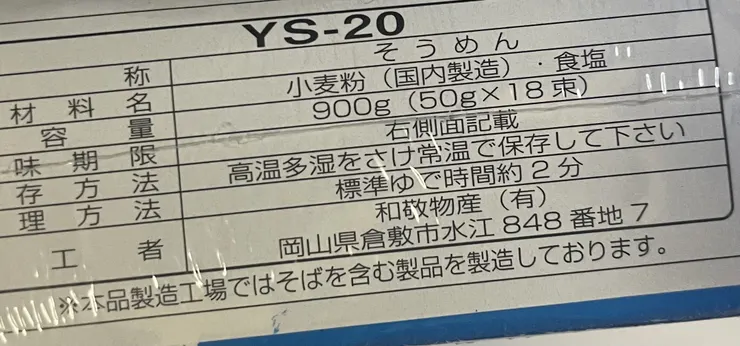 YS-20
称 そうめん
材料名 小麦粉（国内製造）・食塩
容量 900g（50g×18束）
味期限 右側面記載
存方法 高温多湿をさけ常温で保存して下さい
理方法 標準ゆで時間約2分
工者 和敬物産（有）
岡山県倉敷市水江848番地7
※本品製造工場ではそばを含む製品を製造しております。